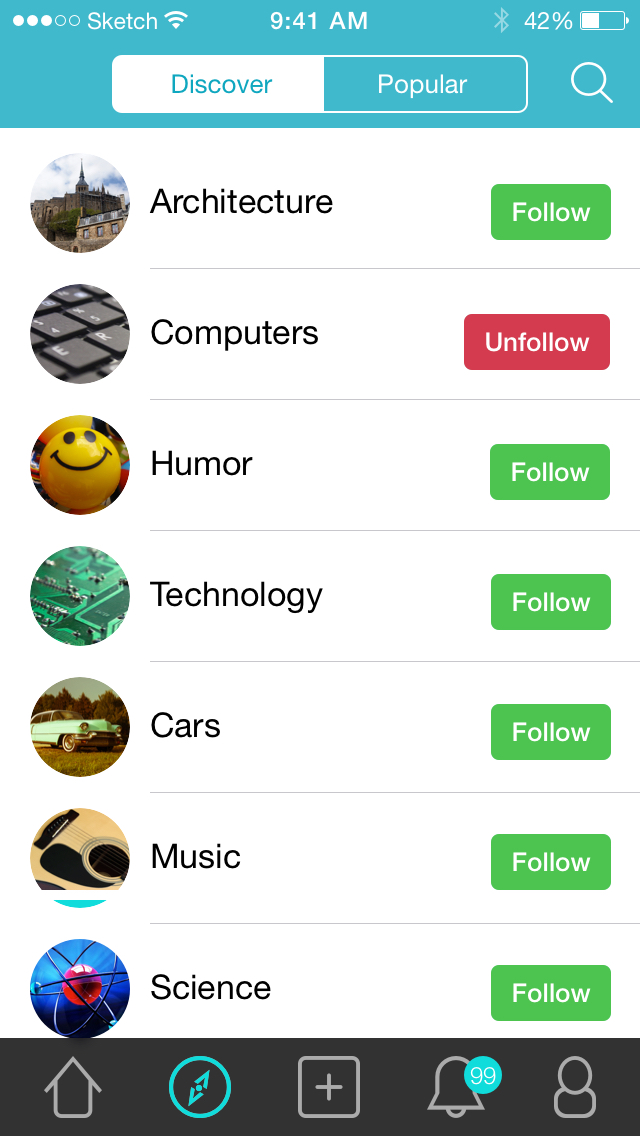 Sketch 9:41 AM 42%
Discover Popular
Architecture Follow
Computers Unfollow
Humor Follow
Technology Follow
Cars Follow
Music Follow
Science Follow
99